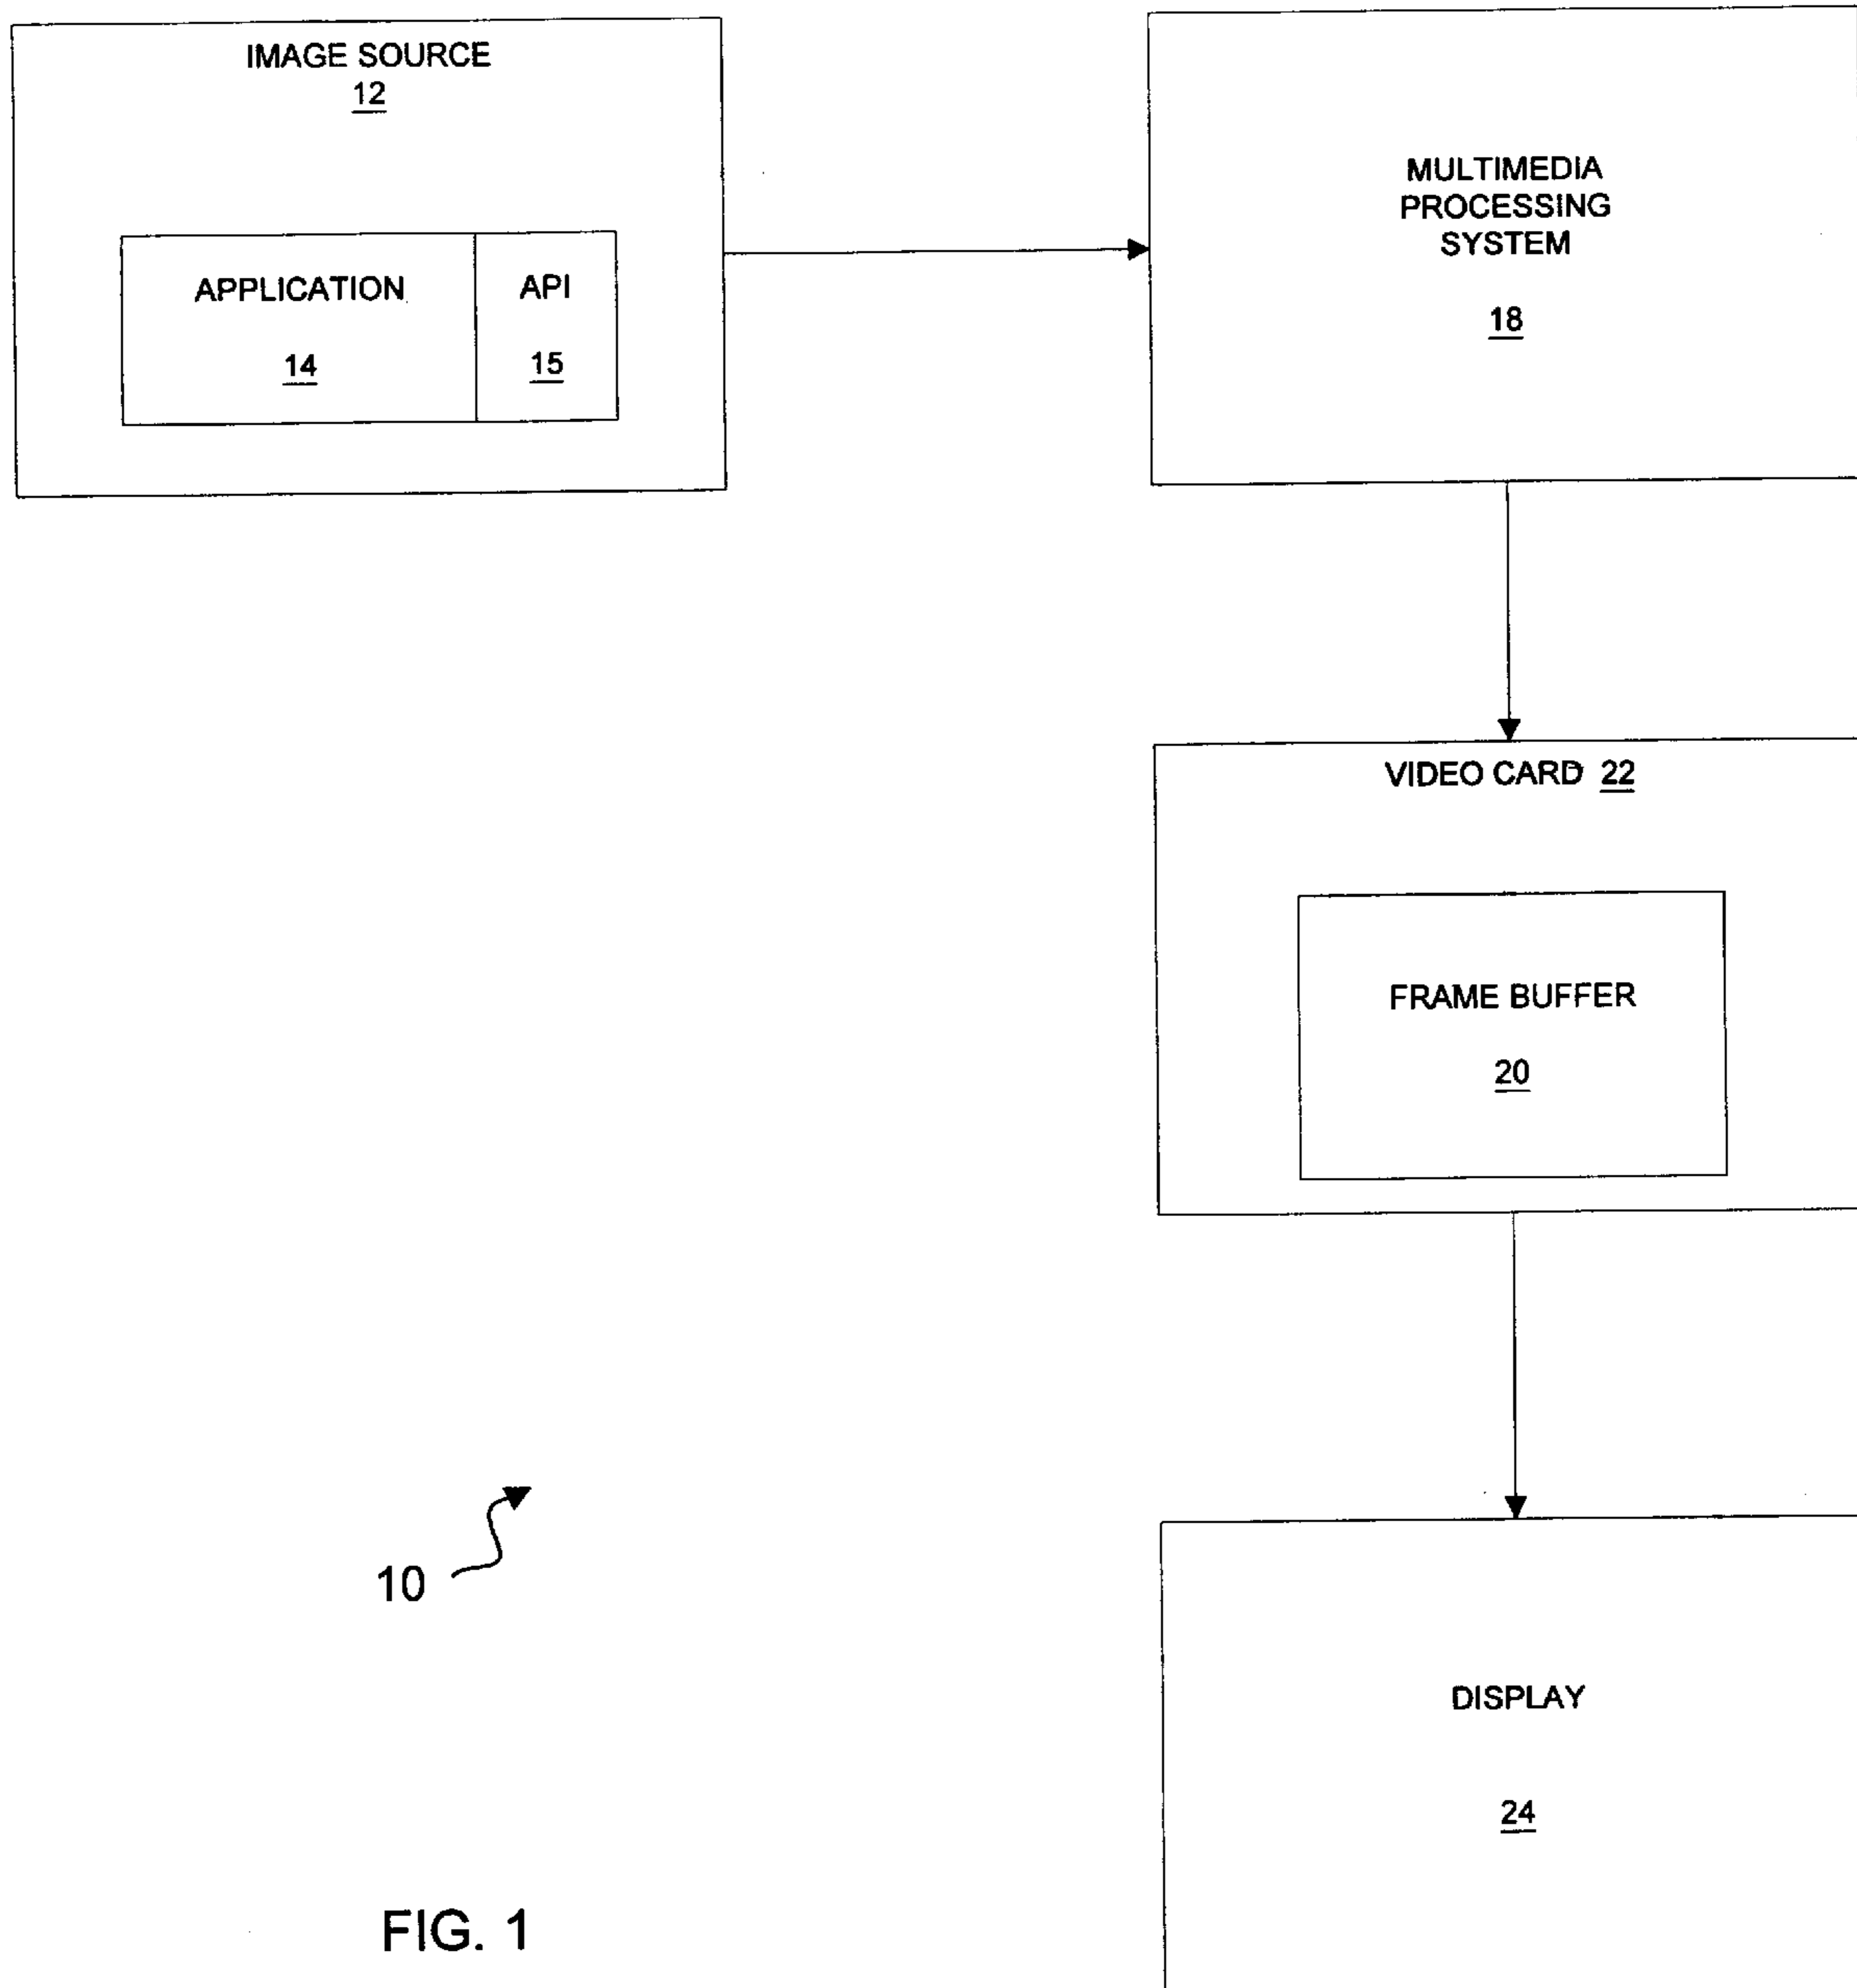 IMAGE SOURCE
12
APPLICATION
14
API
15
MULTIMEDIA
PROCESSING
SYSTEM
18
VIDEO CARD 22
FRAME BUFFER
20
DISPLAY
24
10
FIG. 1